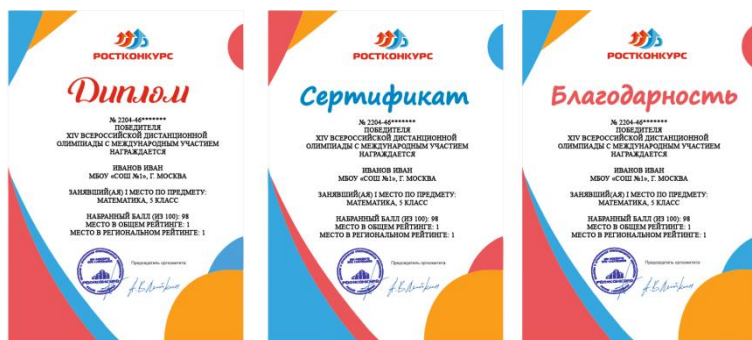 РОСТКОНКУРС
Диплом
№ 2204-46*******
ПОБЕДИТЕЛЯ
XIV ВСЕРОССИЙСКОЙ ДИСТАНЦИОННОЙ
ОЛИМПИАДЫ С МЕЖДУНАРОДНЫМ УЧАСТИЕМ
НАГРАЖДАЕТСЯ
ИВАНОВ ИВАН
МБОУ «СОШ №1», Г. МОСКВА
ЗАНЯВШИЙ(АЯ) I МЕСТО ПО ПРЕДМЕТУ:
МАТЕМАТИКА, 5 КЛАСС
НАБРАННЫЙ БАЛЛ (ИЗ 100): 98
МЕСТО В ОБЩЕМ РЕЙТИНГЕ: 1
МЕСТО В РЕГИОНАЛЬНОМ РЕЙТИНГЕ: 1
Председатель оргкомитета
РОСТКОНКУРС
РОСТКОНКУРС
Сертификат
№ 2204-46*******
ПОБЕДИТЕЛЯ
XIV ВСЕРОССИЙСКОЙ ДИСТАНЦИОННОЙ
ОЛИМПИАДЫ С МЕЖДУНАРОДНЫМ УЧАСТИЕМ
НАГРАЖДАЕТСЯ
ИВАНОВ ИВАН
МБОУ «СОШ №1», Г. МОСКВА
ЗАНЯВШИЙ(АЯ) I МЕСТО ПО ПРЕДМЕТУ:
МАТЕМАТИКА, 5 КЛАСС
НАБРАННЫЙ БАЛЛ (ИЗ 100): 98
МЕСТО В ОБЩЕМ РЕЙТИНГЕ: 1
МЕСТО В РЕГИОНАЛЬНОМ РЕЙТИНГЕ: 1
Председатель оргкомитета
РОСТКОНКУРС
РОСТКОНКУРС
Благодарность
№ 2204-46*******
ПОБЕДИТЕЛЯ
XIV ВСЕРОССИЙСКОЙ ДИСТАНЦИОННОЙ
ОЛИМПИАДЫ С МЕЖДУНАРОДНЫМ УЧАСТИЕМ
НАГРАЖДАЕТСЯ
ИВАНОВ ИВАН
МБОУ «СОШ №1», Г. МОСКВА
ЗАНЯВШИЙ(АЯ) I МЕСТО ПО ПРЕДМЕТУ:
МАТЕМАТИКА, 5 КЛАСС
НАБРАННЫЙ БАЛЛ (ИЗ 100): 98
МЕСТО В ОБЩЕМ РЕЙТИНГЕ: 1
МЕСТО В РЕГИОНАЛЬНОМ РЕЙТИНГЕ: 1
Председатель оргкомитета
РОСТКОНКУРС